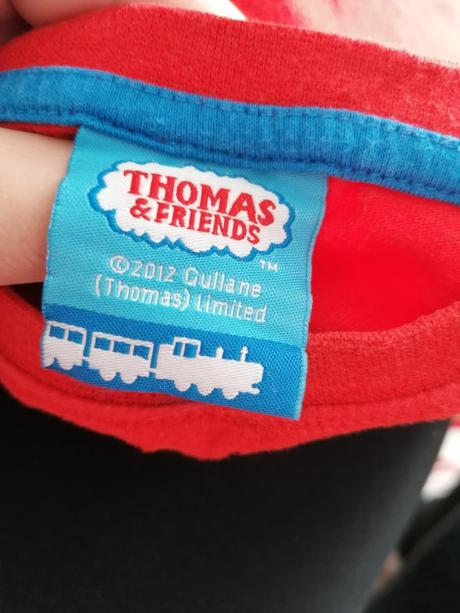 THOMAS
& FRIENDS
TM
©2012 Gullane
(Thomas) limited